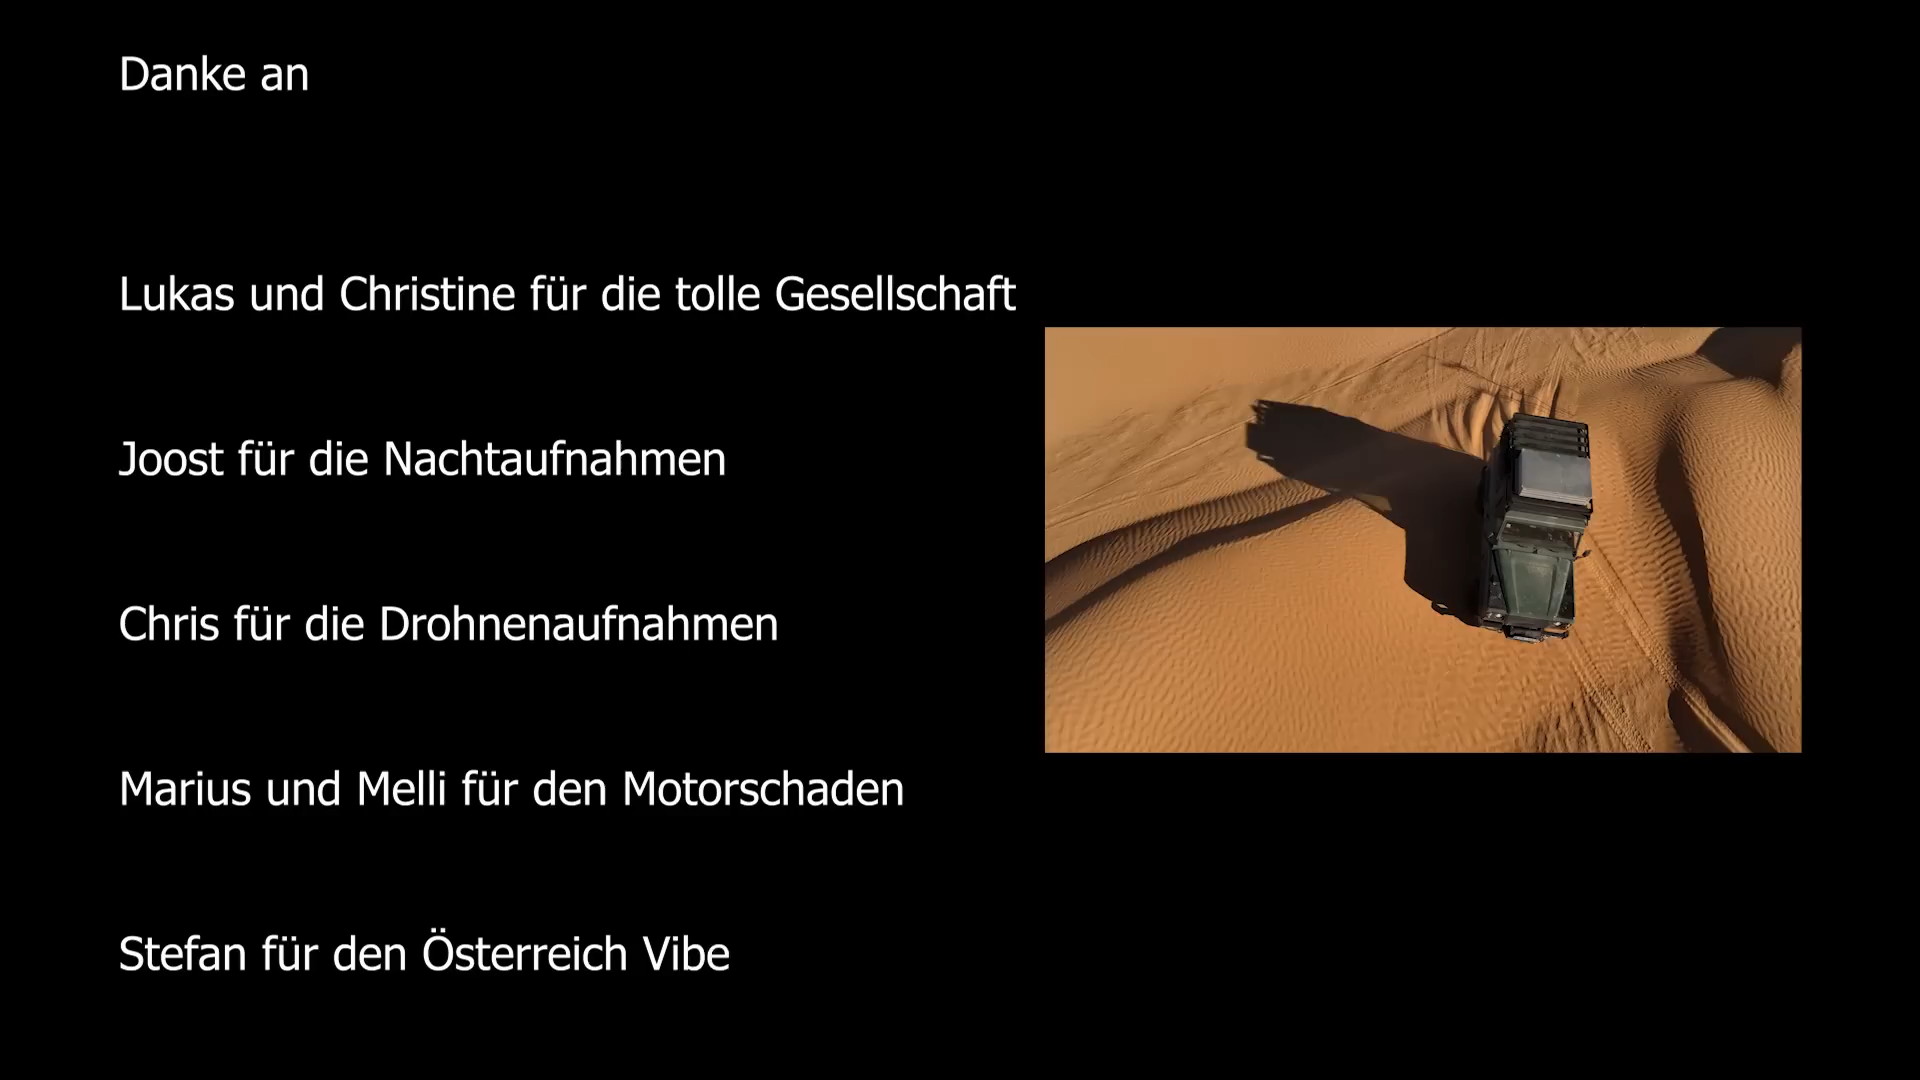 Danke an
Lukas und Christine für die tolle Gesellschaft
Joost für die Nachtaufnahmen
Chris für die Drohnenaufnahmen
Marius und Melli für den Motorschaden
Stefan für den Österreich Vibe